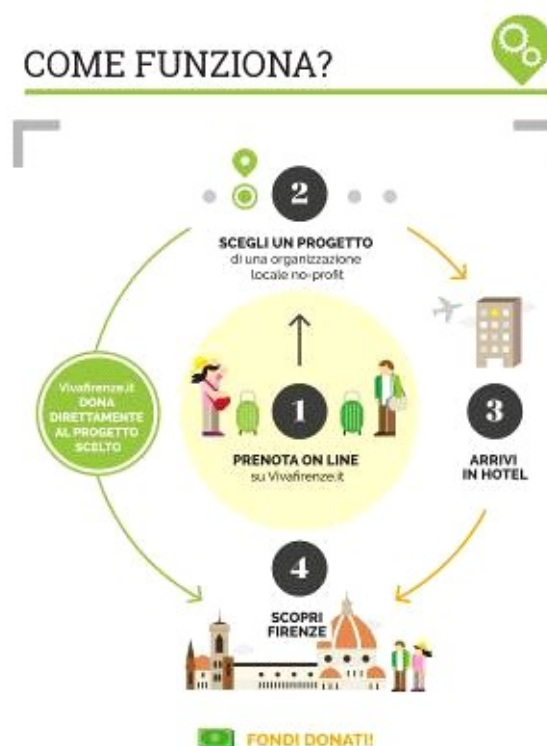 COME FUNZIONA?
2
SCEGLI UN PROGETTO
di una organizzazione
locale no-profit
Vivafirenze.it
DONA
DIRETTAMENTE
AL PROGETTO
SCELTO
1
PRENOTA ON LINE
su Vivafirenze.it
3
ARRIVI
IN HOTEL
4
SCOPRI
FIRENZE
FONDI DONATI!